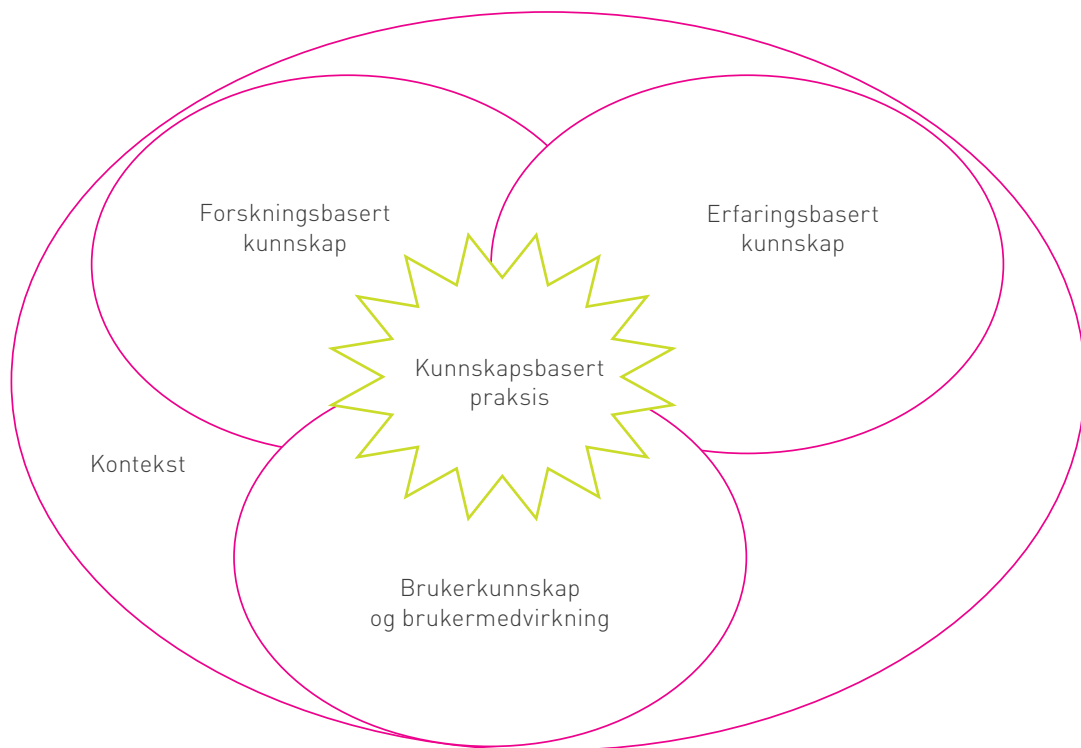 Forskningsbasert
kunnskap
Erfaringsbasert
kunnskap
Kunnskapsbasert
praksis
Kontekst
Brukerkunnskap
og brukermedvirkning